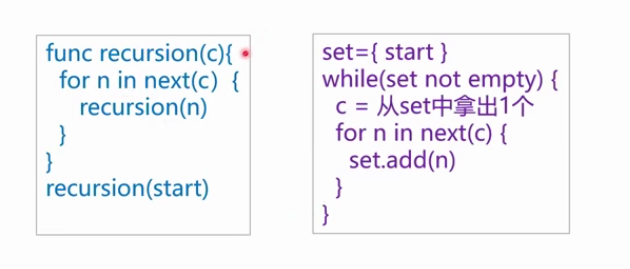 func recursion(c){
for n in next(c) {
recursion(n)
}
}
recursion(start)
set={ start }
while(set not empty) {
c = 从set中拿出1个
for n in next(c) {
set.add(n)
}
}